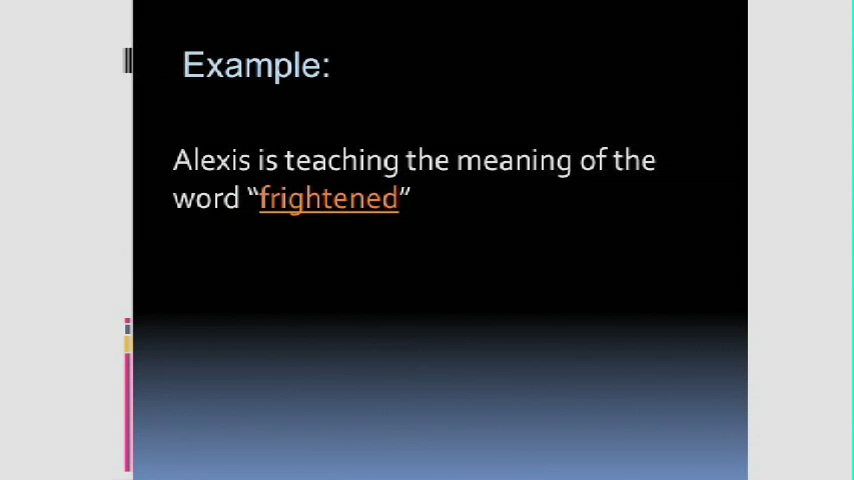 Example:
Alexis is teaching the meaning of the
word “frightened”